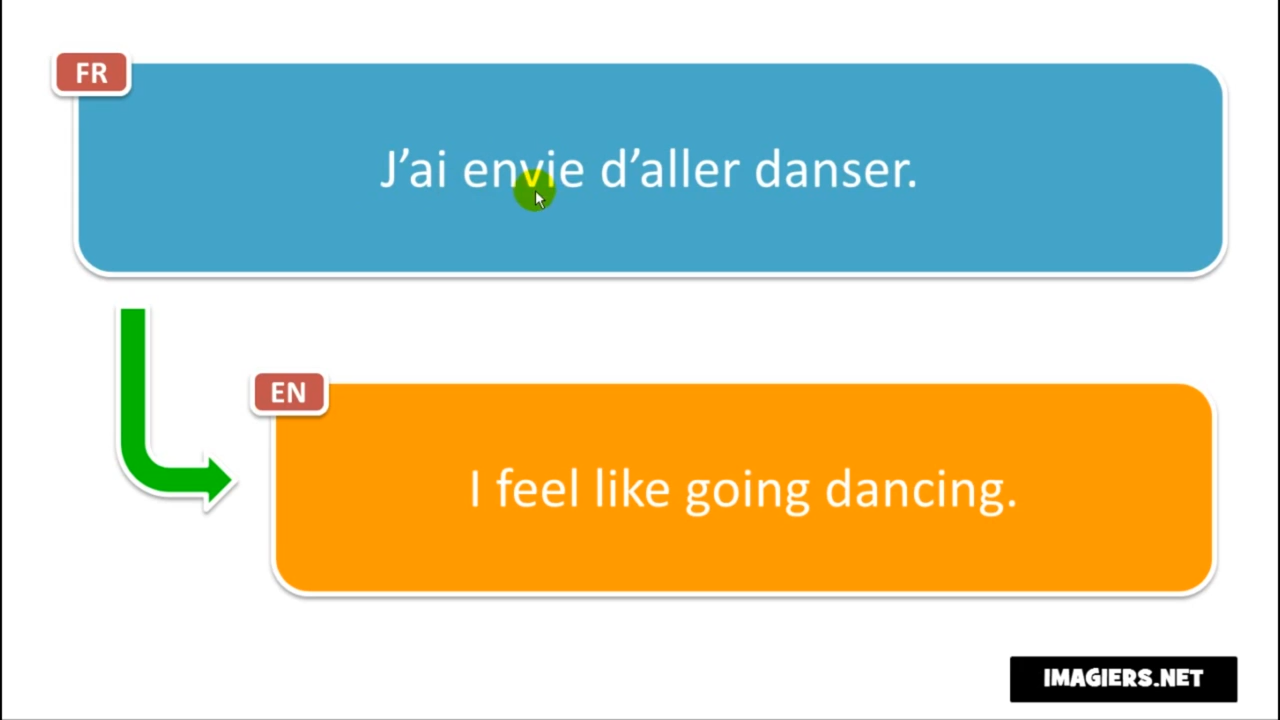 FR
J’ai envie d’aller danser.
EN
I feel like going dancing.
IMAGIERS.NET